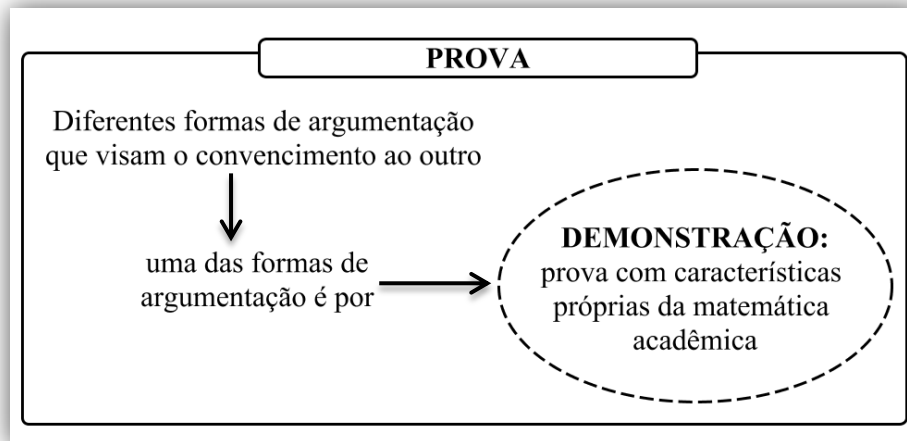 PROVA
Diferentes formas de argumentação
que visam o convencimento ao outro
uma das formas de
argumentação é por
DEMONSTRAÇÃO:
prova com características
próprias da matemática
acadêmica